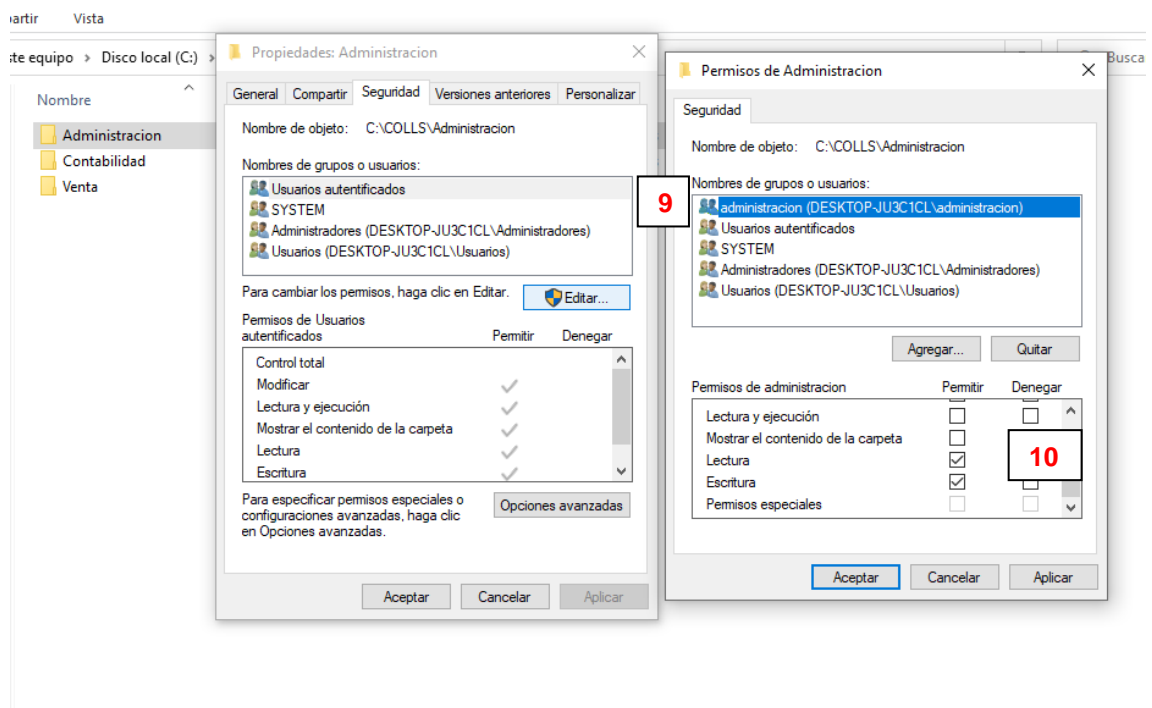 artir Vista
ste equipo > Disco local (C:) >
Busca
Nombre
Administracion
Contabilidad
Venta
Propiedades: Administracion
General Compartir Seguridad Versiones anteriores Personalizar
Nombre de objeto: C:\COLLS\Administracion
Nombres de grupos o usuarios:
Usuarios autentificados
SYSTEM
Administradores (DESKTOP-JU3C1CL\Administradores)
Usuarios (DESKTOP-JU3C1CL\Usuarios)
Para cambiar los permisos, haga clic en Editar.
Editar...
Permisos de Usuarios
autentificados Permitir Denegar
Control total
Modificar
Lectura y ejecución
Mostrar el contenido de la carpeta
Lectura
Escritura
Para especificar permisos especiales o
configuraciones avanzadas, haga clic
en Opciones avanzadas.
Opciones avanzadas
Aceptar Cancelar Aplicar
9
Permisos de Administracion
Seguridad
Nombre de objeto: C:\COLLS\Administracion
Nombres de grupos o usuarios:
administracion (DESKTOP-JU3C1CL\administracion)
Usuarios autentificados
SYSTEM
Administradores (DESKTOP-JU3C1CL\Administradores)
Usuarios (DESKTOP-JU3C1CL\Usuarios)
Agregar... Quitar
Permisos de administracion Permitir Denegar
Lectura y ejecución
Mostrar el contenido de la carpeta
Lectura
Escritura
Permisos especiales
10
Aceptar Cancelar Aplicar